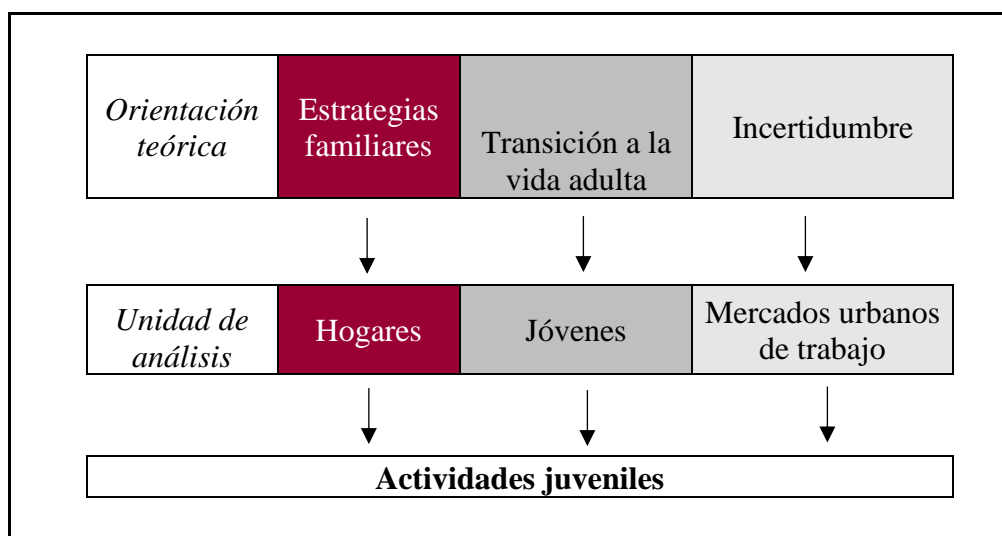 Orientación
teórica
Estrategias
familiares
Transición a la
vida adulta
Incertidumbre
Unidad de
análisis
Hogares
Jóvenes
Mercados urbanos
de trabajo
Actividades juveniles